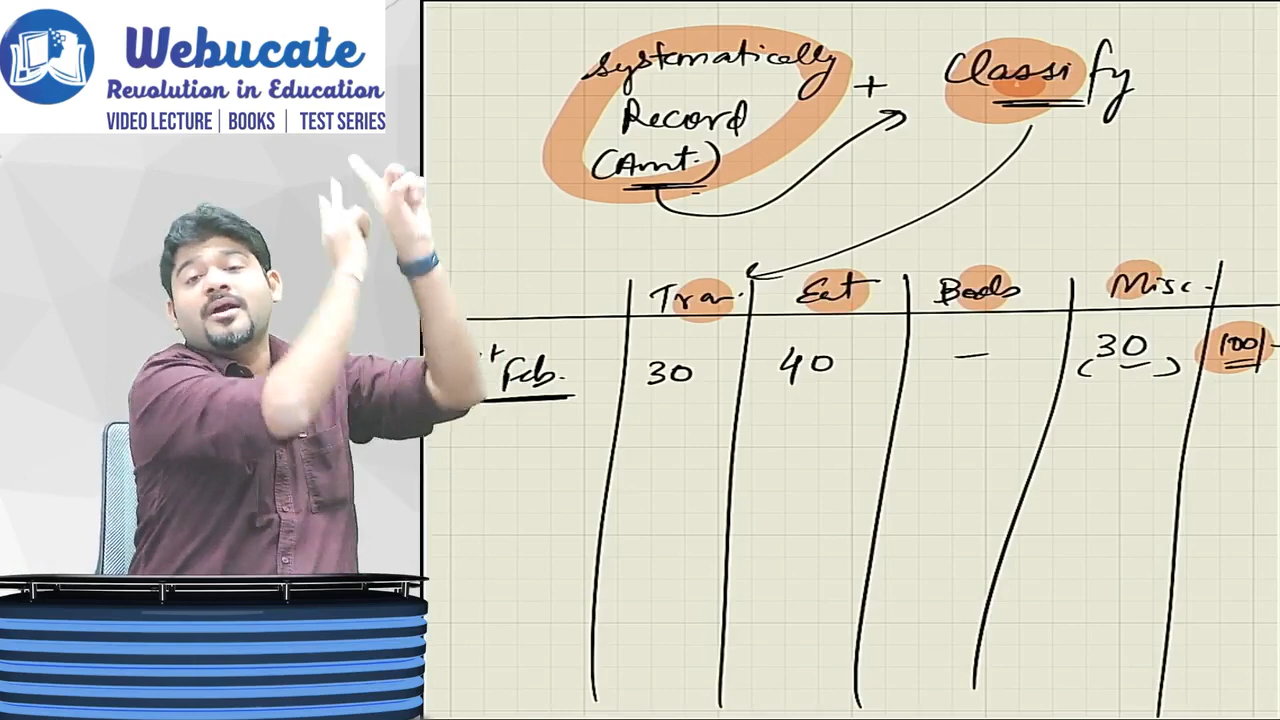 Webucate
Revolution in Education
VIDEO LECTURE | BOOKS | TEST SERIES
Systematically + Classify
Record
(Amt.)
Tran. Eat Books Misc.
Feb. 30 40 — (30) 100/-